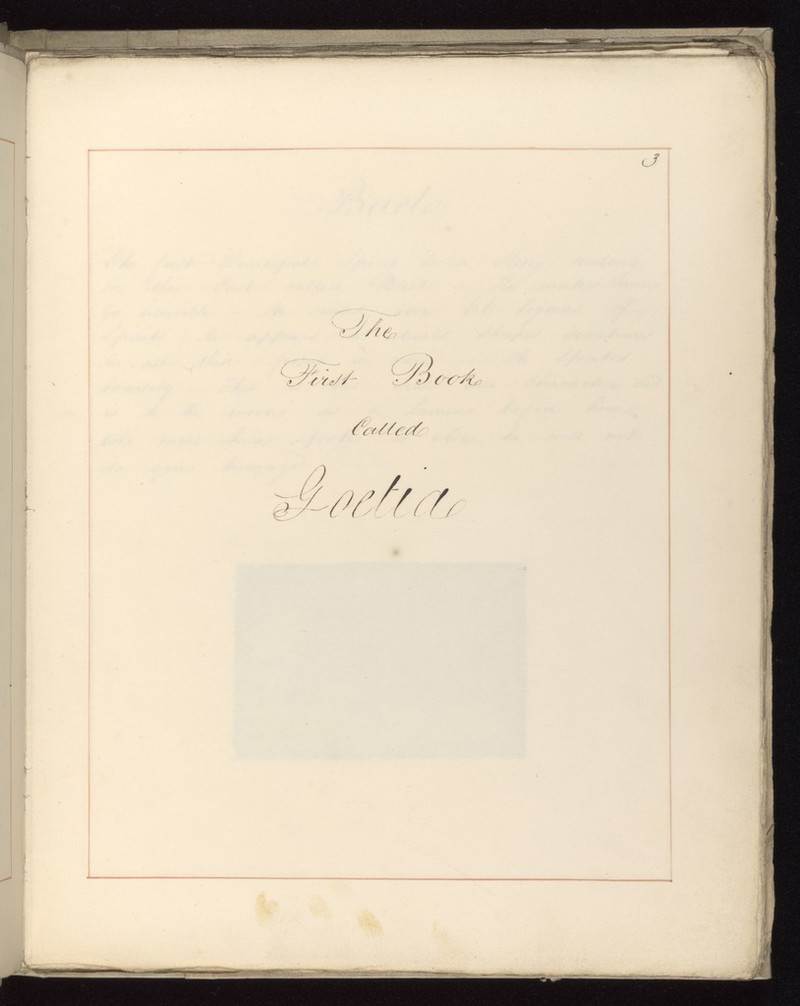 3
The
First Book
Called
Goetia